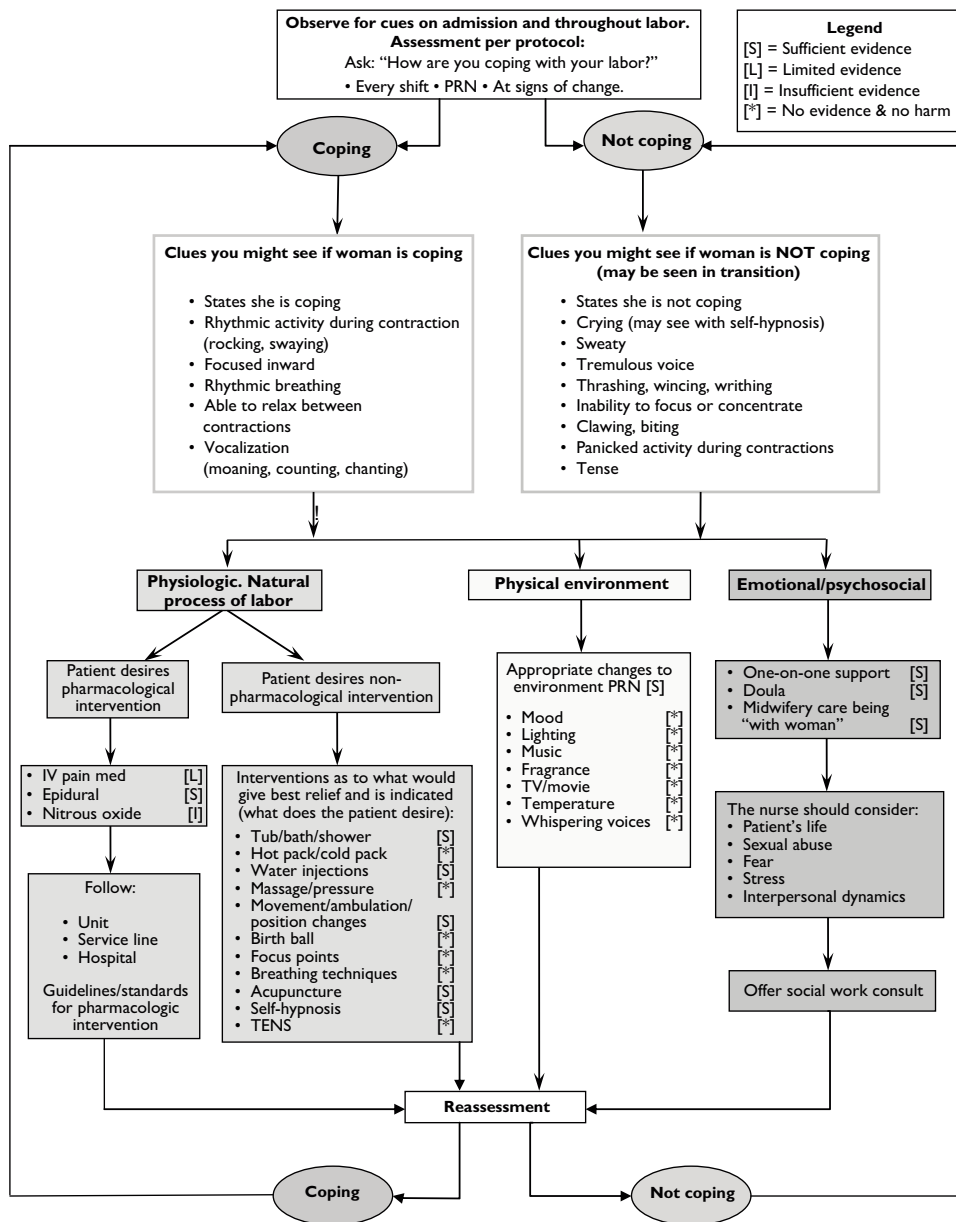 Observe for cues on admission and throughout labor.
Assessment per protocol:
Ask: “How are you coping with your labor?”
• Every shift • PRN • At signs of change.
Legend
[S] = Sufficient evidence
[L] = Limited evidence
[I] = Insufficient evidence
[*] = No evidence & no harm
Coping
Not coping
Clues you might see if woman is coping
• States she is coping
• Rhythmic activity during contraction
(rocking, swaying)
• Focused inward
• Rhythmic breathing
• Able to relax between
contractions
• Vocalization
(moaning, counting, chanting)
Clues you might see if woman is NOT coping
(may be seen in transition)
• States she is not coping
• Crying (may see with self-hypnosis)
• Sweaty
• Tremulous voice
• Thrashing, wincing, writhing
• Inability to focus or concentrate
• Clawing, biting
• Panicked activity during contractions
• Tense
!
Physiologic. Natural
process of labor
Physical environment
Emotional/psychosocial
Patient desires
pharmacological
intervention
Patient desires non-
pharmacological intervention
• IV pain med [L]
• Epidural [S]
• Nitrous oxide [I]
Follow:
• Unit
• Service line
• Hospital
Guidelines/standards
for pharmacologic
intervention
Interventions as to what would
give best relief and is indicated
(what does the patient desire):
• Tub/bath/shower [S]
• Hot pack/cold pack [*]
• Water injections [S]
• Massage/pressure [*]
• Movement/ambulation/
position changes [S]
• Birth ball [*]
• Focus points [*]
• Breathing techniques [*]
• Acupuncture [S]
• Self-hypnosis [S]
• TENS [*]
Appropriate changes to
environment PRN [S]
• Mood [*]
• Lighting [*]
• Music [*]
• Fragrance [*]
• TV/movie [*]
• Temperature [*]
• Whispering voices [*]
• One-on-one support [S]
• Doula [S]
• Midwifery care being
“with woman” [S]
The nurse should consider:
• Patient’s life
• Sexual abuse
• Fear
• Stress
• Interpersonal dynamics
Offer social work consult
Reassessment
Coping
Not coping